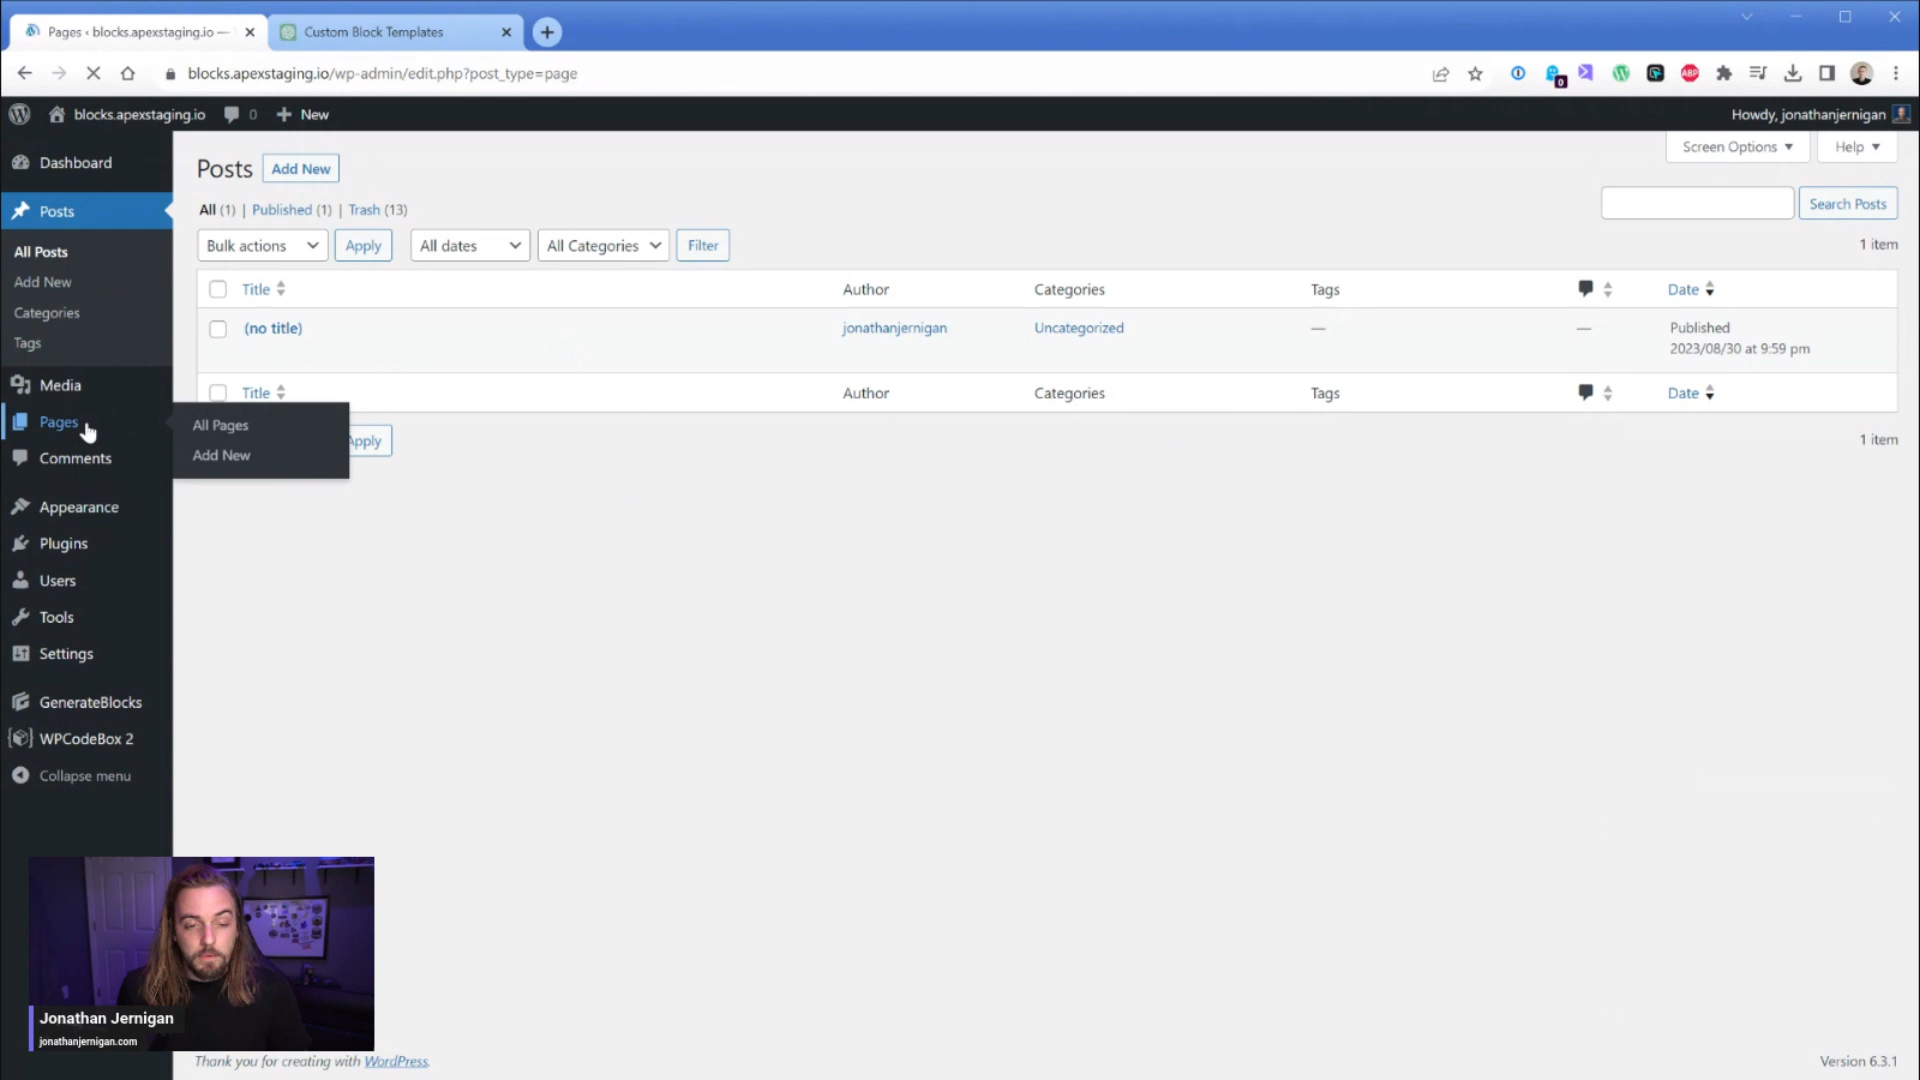 Pages ‹ blocks.apexstaging.io —
Custom Block Templates
blocks.apexstaging.io/wp-admin/edit.php?post_type=page
0
ABP
blocks.apexstaging.io
0
New
Howdy, jonathanjernigan
Dashboard
Posts
All Posts
Add New
Categories
Tags
Media
Pages
Comments
Appearance
Plugins
Users
Tools
Settings
GenerateBlocks
WPCodeBox 2
Collapse menu
All Pages
Add New
Posts
Add New
Screen Options
Help
All (1) | Published (1) | Trash (13)
Search Posts
Bulk actions
Apply
All dates
All Categories
Filter
1 item
Title
Author
Categories
Tags
Date
(no title)
jonathanjernigan
Uncategorized
—
—
Published
2023/08/30 at 9:59 pm
Title
Author
Categories
Tags
Date
Apply
1 item
Jonathan Jernigan
jonathanjernigan.com
Thank you for creating with WordPress.
Version 6.3.1